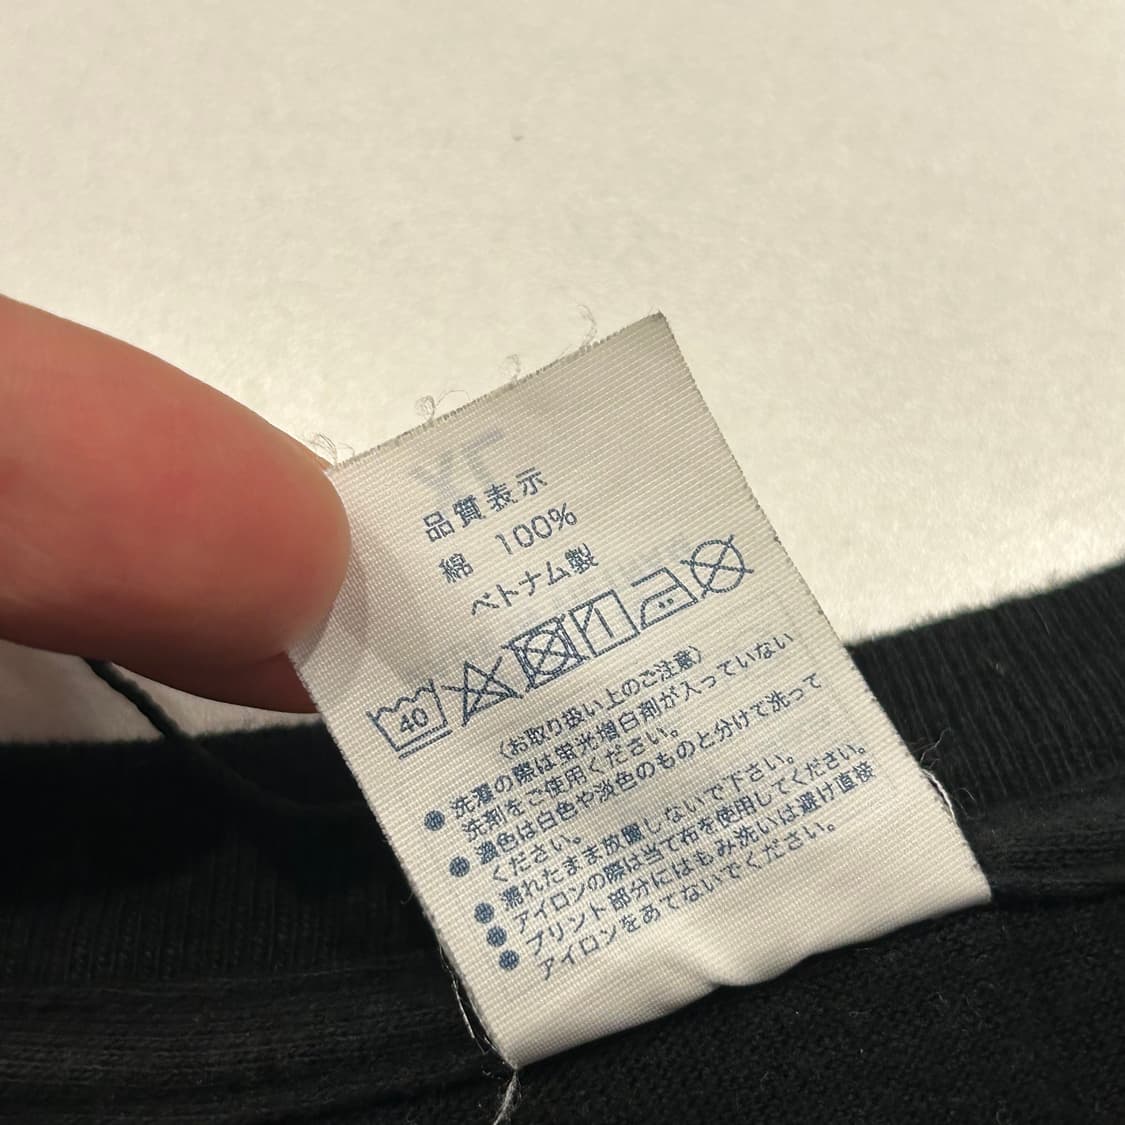 品質表示
綿 100%
ベトナム製
40
(お取り扱い上のご注意)
●洗濯の際は蛍光増白剤が入っていない
洗剤をご使用ください。
●濃色は白色や淡色のものと分けて洗って
ください。
●濡れたまま放置しないで下さい。
●アイロンの際は当て布を使用してください。
●プリント部分にはもみ洗いは避け直接
アイロンをあてないでください。